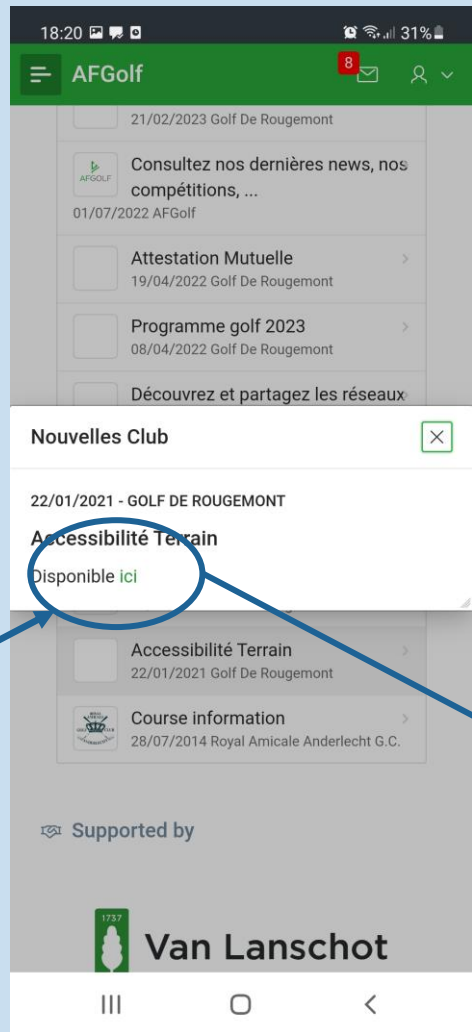 18:20 31%
AFGolf 8
21/02/2023 Golf De Rougemont
AFGOLF
Consultez nos dernières news, nos
compétitions, ...
01/07/2022 AFGolf
Attestation Mutuelle
19/04/2022 Golf De Rougemont
Programme golf 2023
08/04/2022 Golf De Rougemont
Découvrez et partagez les réseaux
Nouvelles Club
22/01/2021 - GOLF DE ROUGEMONT
Accessibilité Terrain
Disponible ici
Accessibilité Terrain
22/01/2021 Golf De Rougemont
Course information
28/07/2014 Royal Amicale Anderlecht G.C.
Supported by
1737
Van Lanschot